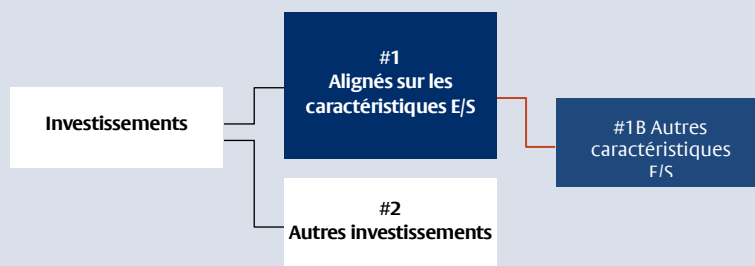 Investissements
#1
Alignés sur les
caractéristiques E/S
#2
Autres investissements
#1B Autres
caractéristiques
E/S